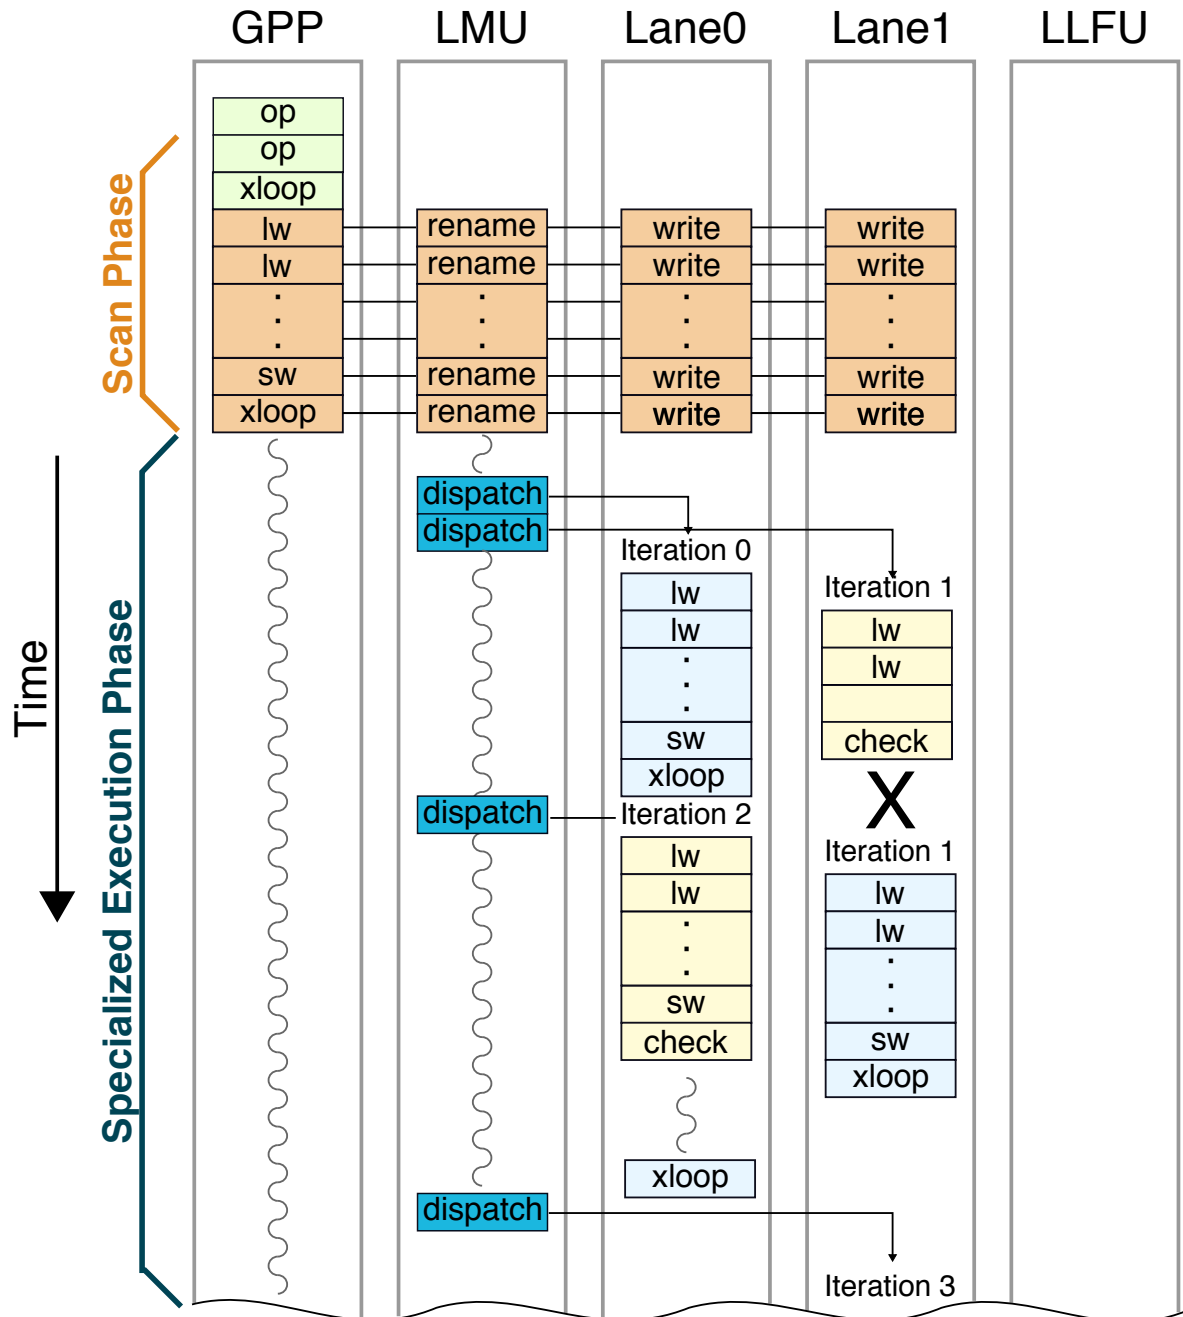 GPP LMU Lane0 Lane1 LLFU
op
op
xloop
lw rename write write
lw rename write write
. . . .
. . . .
. . . .
sw rename write write
xloop rename write write
Scan Phase
Time
Specialized Execution Phase
dispatch
dispatch
Iteration 0
lw
lw
.
.
.
sw
xloop
Iteration 1
lw
lw
check
X
dispatch
Iteration 2
lw
lw
.
.
.
sw
check
xloop
Iteration 1
lw
lw
.
.
.
sw
xloop
dispatch
Iteration 3